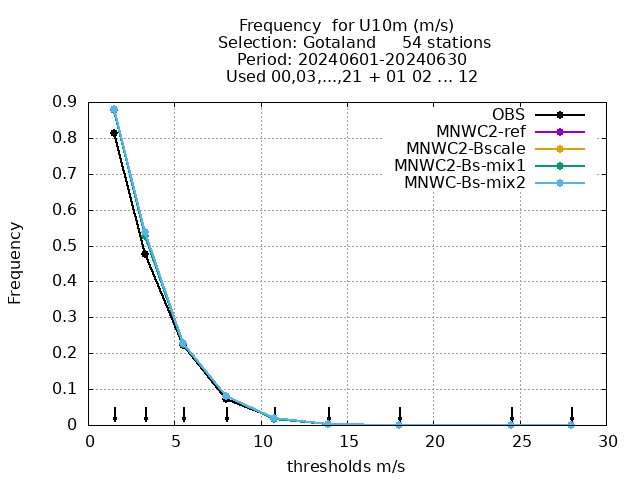 Frequency  for U10m (m/s)
Selection: Gotaland     54 stations
Period: 20240601-20240630
Used 00,03,...,21 + 01 02 ... 12
OBS
MNWC2-ref
MNWC2-Bscale
MNWC2-Bs-mix1
MNWC-Bs-mix2
Frequency
0.9
0.8
0.7
0.6
0.5
0.4
0.3
0.2
0.1
0
0 5 10 15 20 25 30
thresholds m/s